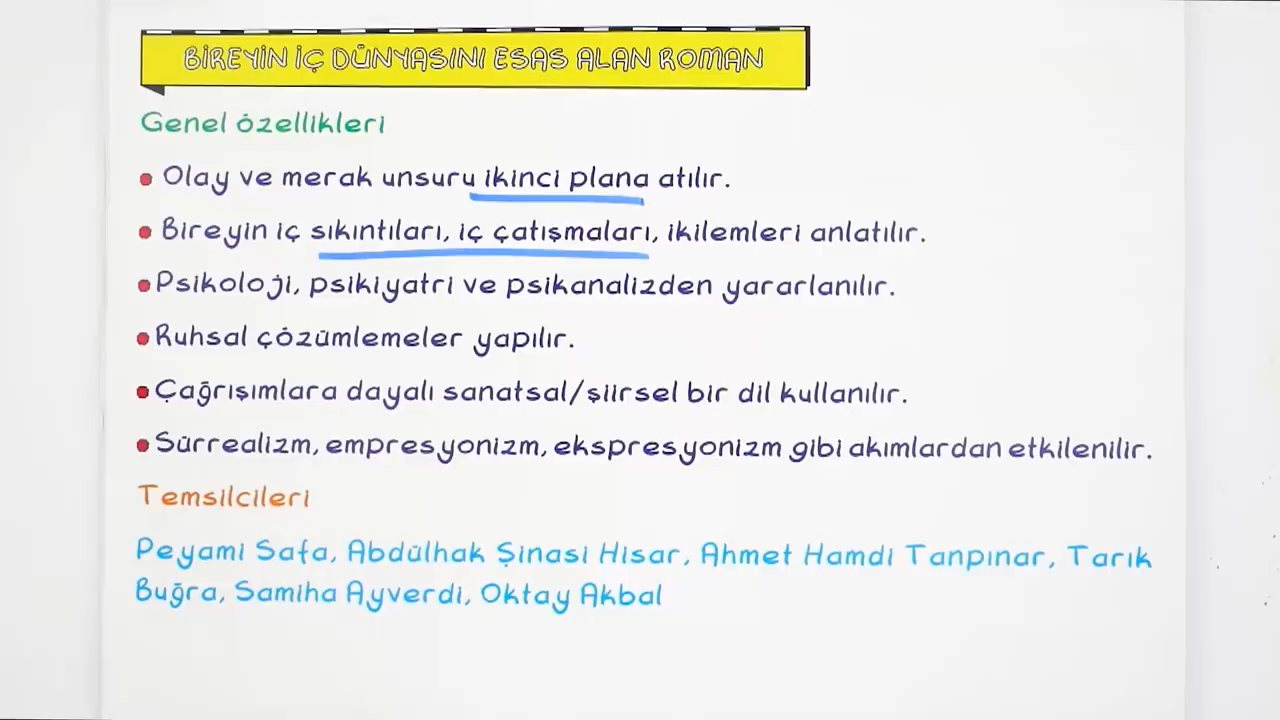 BİREYİN İÇ DÜNYASINI ESAS ALAN ROMAN
Genel özellikleri
• Olay ve merak unsuru ikinci plana atılır.
• Bireyin iç sıkıntıları, iç çatışmaları, ikilemleri anlatılır.
• Psikoloji, psikiyatri ve psikanalizden yararlanılır.
• Ruhsal çözümlemeler yapılır.
• Çağrışımlara dayalı sanatsal/şiirsel bir dil kullanılır.
• Sürrealizm, empresyonizm, ekspresyonizm gibi akımlardan etkilenilir.
Temsilcileri
Peyami Safa, Abdülhak Şinasi Hisar, Ahmet Hamdi Tanpınar, Tarık
Buğra, Samiha Ayverdi, Oktay Akbal